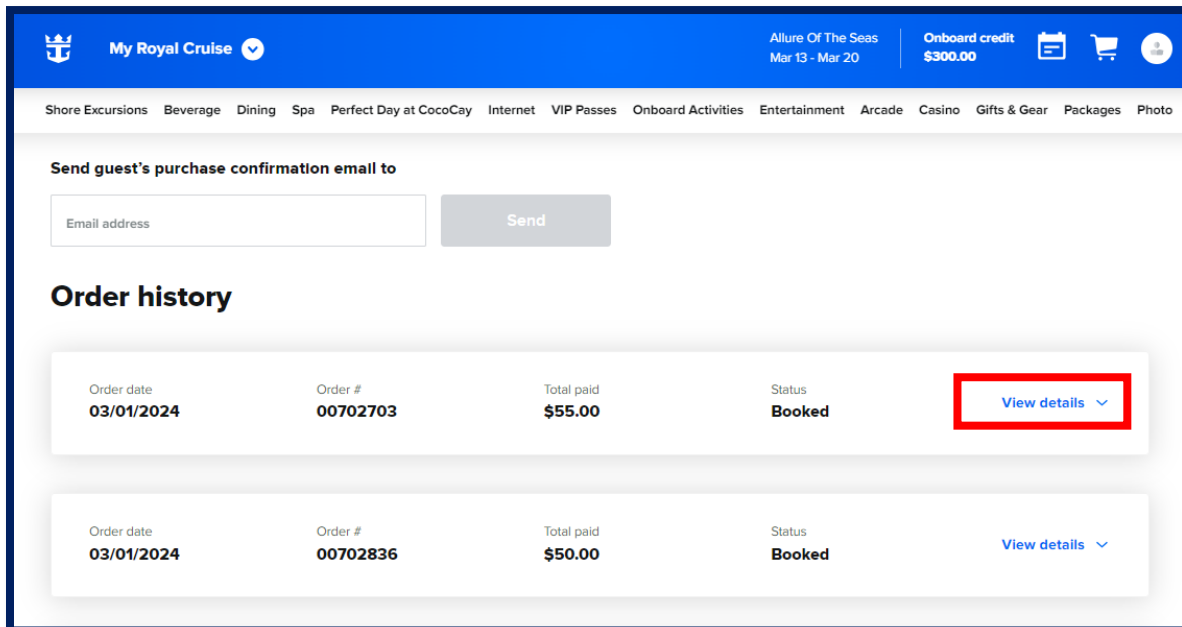 My Royal Cruise
Allure Of The Seas
Mar 13 - Mar 20
Onboard credit
$300.00
Shore Excursions Beverage Dining Spa Perfect Day at CocoCay Internet VIP Passes Onboard Activities Entertainment Arcade Casino Gifts & Gear Packages Photo
Send guest's purchase confirmation email to
Email address
Send
Order history
Order date Order # Total paid Status
03/01/2024 00702703 $55.00 Booked View details
Order date Order # Total paid Status
03/01/2024 00702836 $50.00 Booked View details